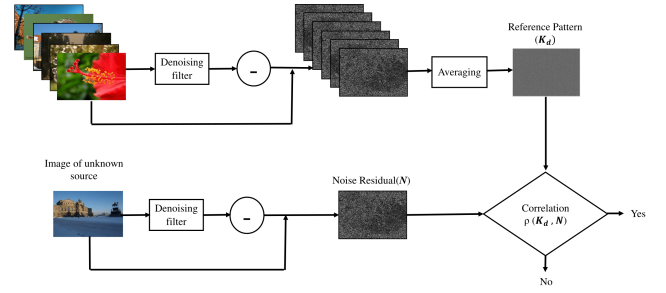 Reference Pattern
(K_d)
Denoising
filter
-
Averaging
Image of unknown
source
Noise Residual(N)
Denoising
filter
-
Correlation
ρ (K_d , N)
Yes
No